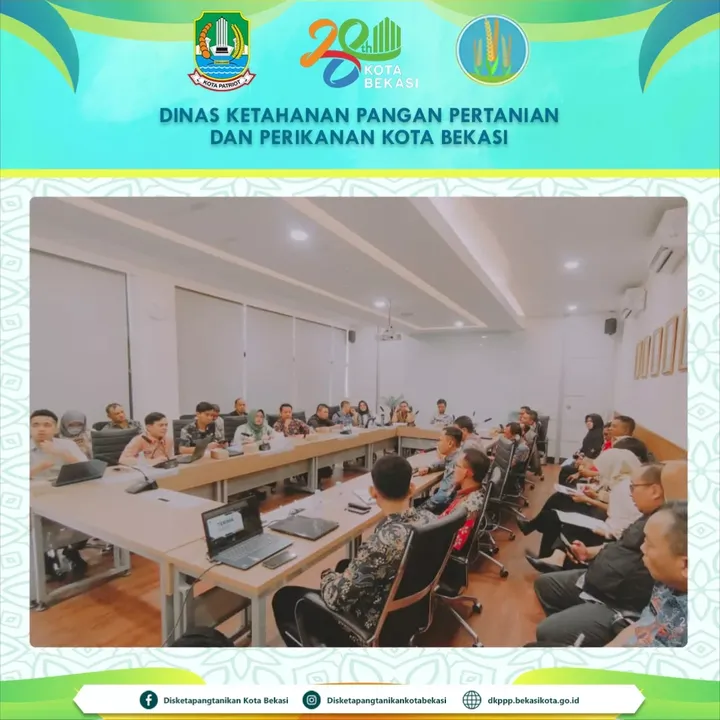 KOTA PATRIOT
28th
KOTA
BEKASI
DINAS KETAHANAN PANGAN PERTANIAN
DAN PERIKANAN KOTA BEKASI
Disketapangtanikan Kota Bekasi
Disketapangtanikankotabekasi
dkppp.bekasikota.go.id